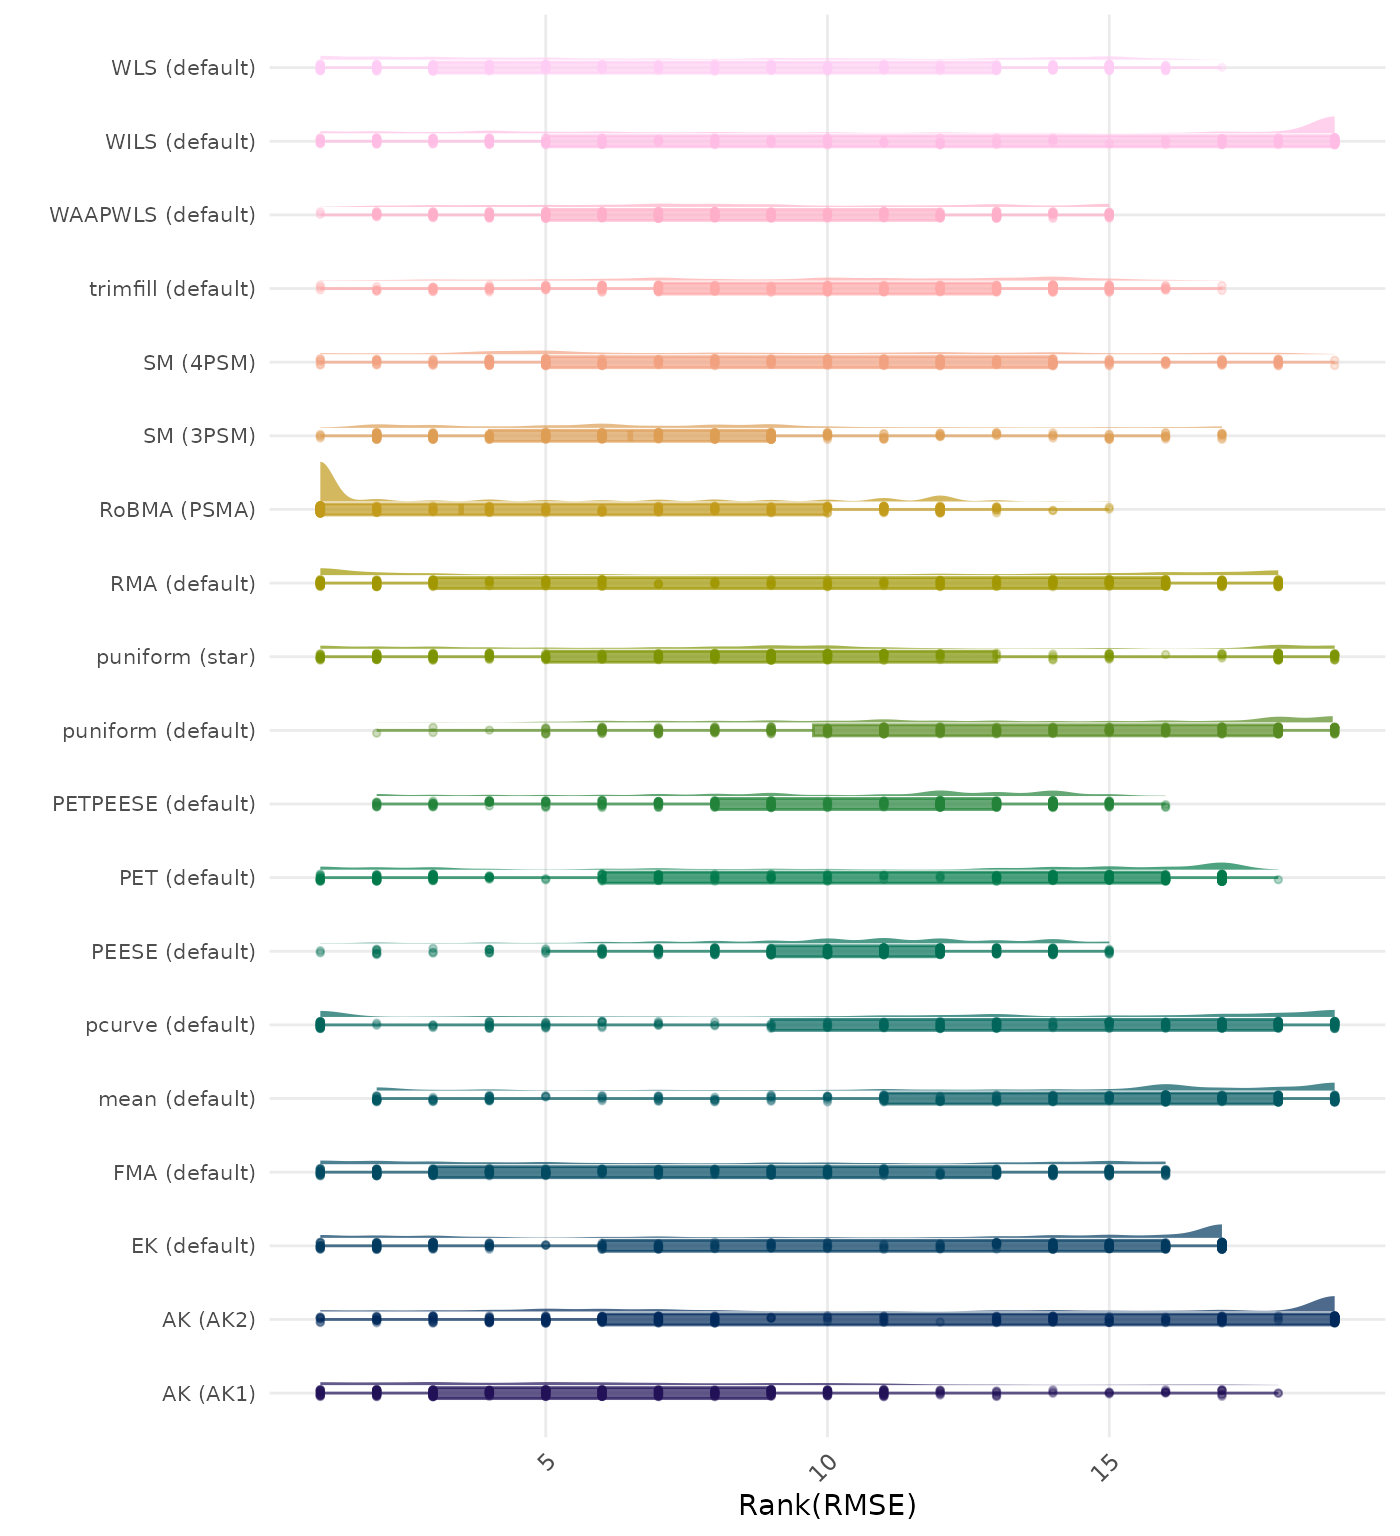 WLS (default)
WILS (default)
WAAPWLS (default)
trimfill (default)
SM (4PSM)
SM (3PSM)
RoBMA (PSMA)
RMA (default)
puniform (star)
puniform (default)
PETPEESE (default)
PET (default)
PEESE (default)
pcurve (default)
mean (default)
FMA (default)
EK (default)
AK (AK2)
AK (AK1)
5
10
15
Rank(RMSE)